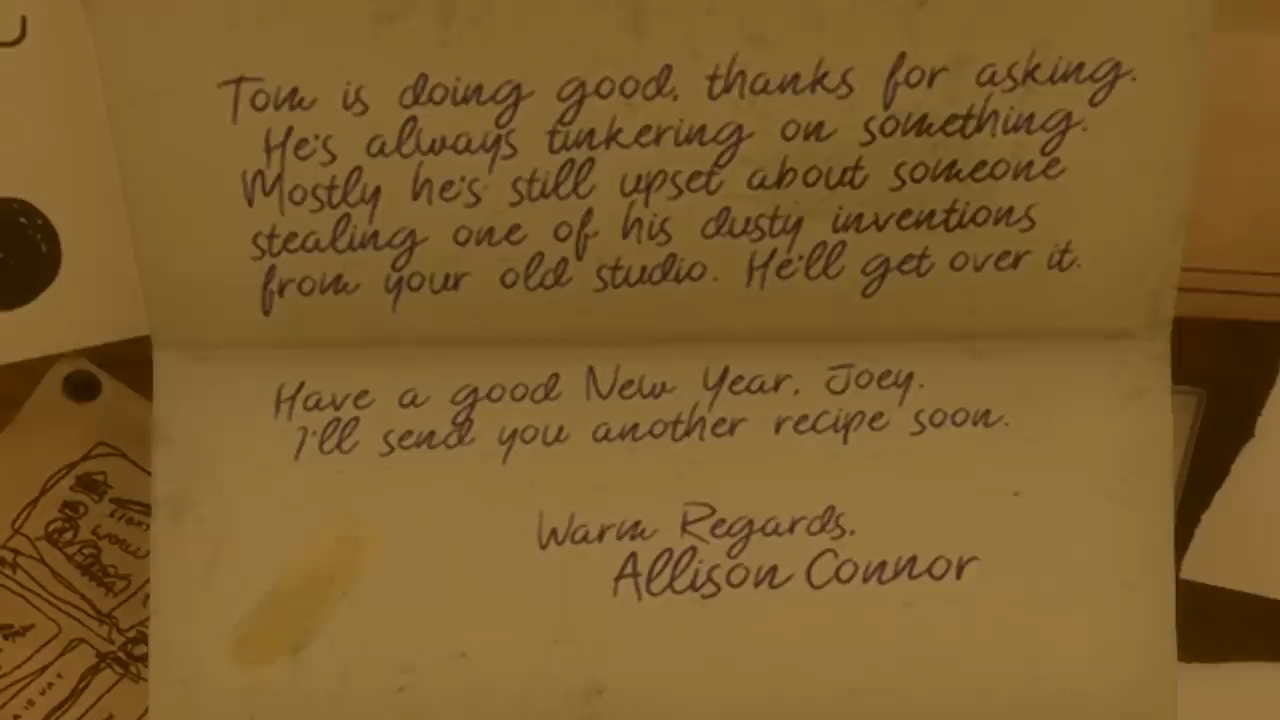 Tom is doing good, thanks for asking.
He's always tinkering on something.
Mostly he's still upset about someone
stealing one of his dusty inventions
from your old studio. He'll get over it.
Have a good New Year, Joey.
I'll send you another recipe soon.
Warm Regards,
Allison Connor